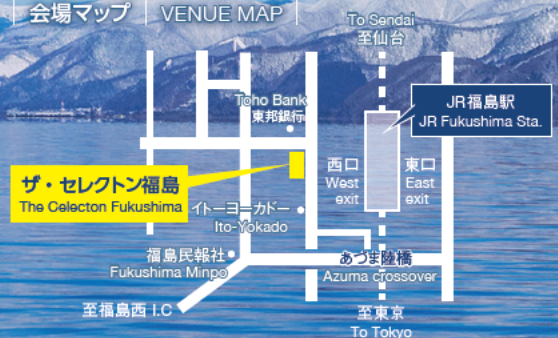 会場マップ VENUE MAP
To Sendai
至仙台
Toho Bank
東邦銀行
JR福島駅
JR Fukushima Sta.
西口
West
exit
東口
East
exit
ザ・セレクトン福島
The Celecton Fukushima
イトーヨーカドー
Ito-Yokado
福島民報社
Fukushima Minpo
あづま陸橋
Azuma crossover
至福島西 I.C
至東京
To Tokyo